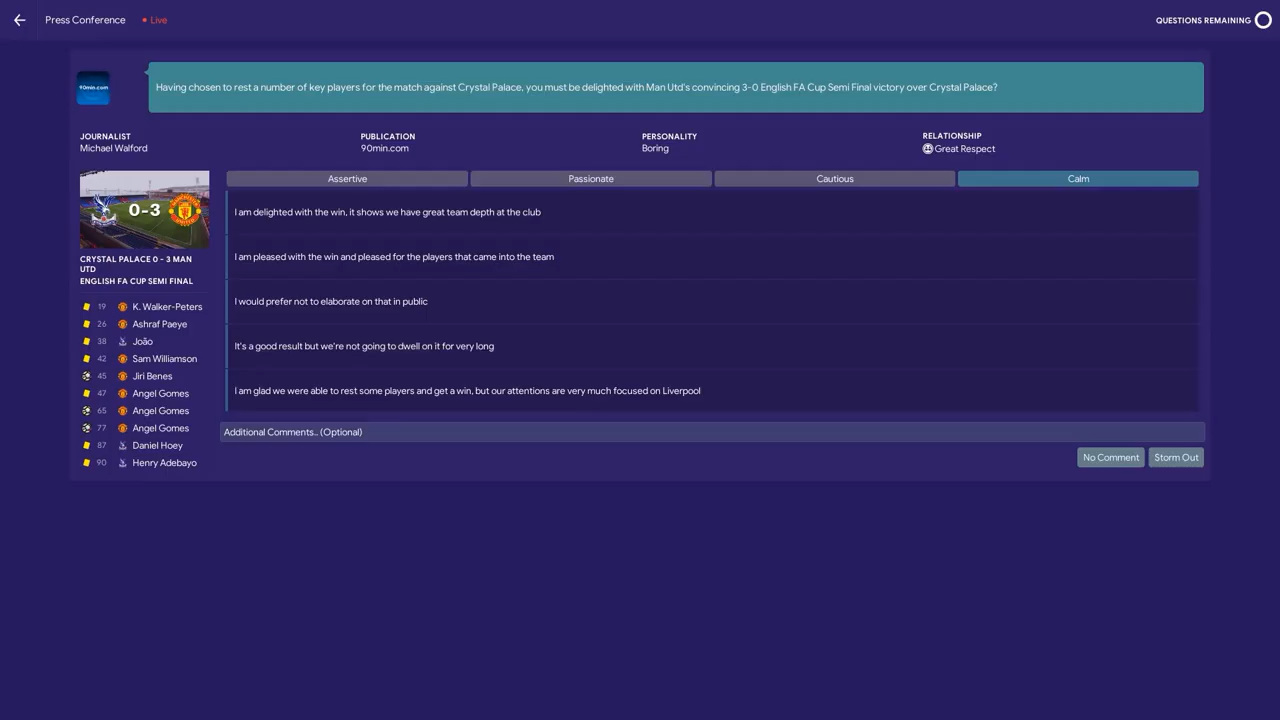 Press Conference
Live
QUESTIONS REMAINING
90min.com
Having chosen to rest a number of key players for the match against Crystal Palace, you must be delighted with Man Utd's convincing 3-0 English FA Cup Semi Final victory over Crystal Palace?
JOURNALIST
Michael Walford
PUBLICATION
90min.com
PERSONALITY
Boring
RELATIONSHIP
Great Respect
0-3
CRYSTAL PALACE 0 - 3 MAN
UTD
ENGLISH FA CUP SEMI FINAL
19 K. Walker-Peters
26 Ashraf Paeye
38 João
42 Sam Williamson
45 Jiri Benes
47 Angel Gomes
65 Angel Gomes
77 Angel Gomes
87 Daniel Hoey
90 Henry Adebayo
Assertive
Passionate
Cautious
Calm
I am delighted with the win, it shows we have great team depth at the club
I am pleased with the win and pleased for the players that came into the team
I would prefer not to elaborate on that in public
It's a good result but we're not going to dwell on it for very long
I am glad we were able to rest some players and get a win, but our attentions are very much focused on Liverpool
Additional Comments.. (Optional)
No Comment
Storm Out